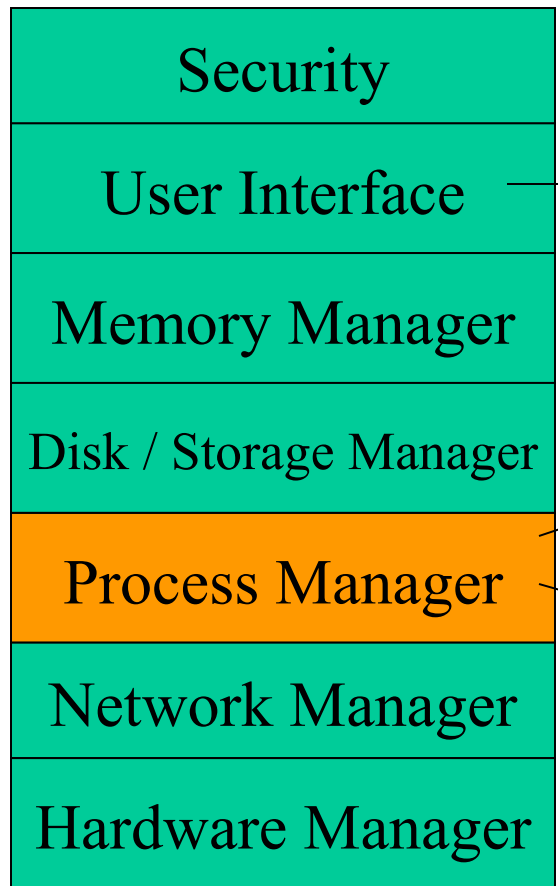 Security
User Interface
Memory Manager
Disk / Storage Manager
Process Manager
Network Manager
Hardware Manager